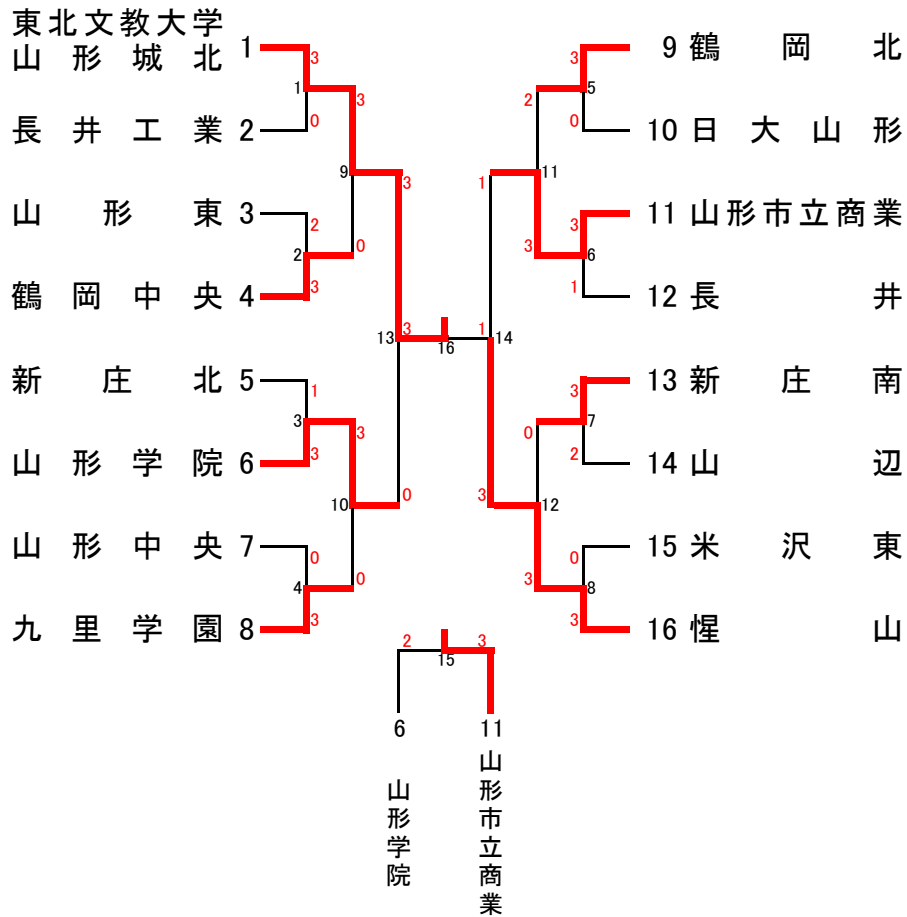 東北文教大学
山形城北 1
長井工業 2
山形東 3
鶴岡中央 4
新庄北 5
山形学院 6
山形中央 7
九里学園 8
3
1
0
3
9
2
2
3
0
3
13
1
3
3
3
10
0
4
3
0
0
3
16
1
14
9 鶴岡北
10 日大山形
11 山形市立商業
12 長井
13 新庄南
14 山辺
15 米沢東
16 惺山
3
5
0
2
11
3
6
1
3
1
3
7
2
0
12
3
0
8
3
3
2
15
3
6
11
山形学院
山形市立商業